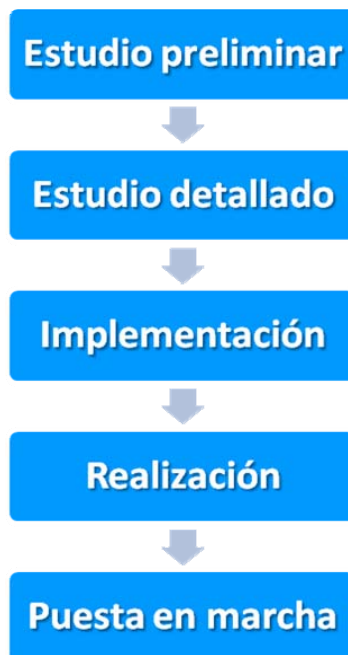 Estudio preliminar
Estudio detallado
Implementación
Realización
Puesta en marcha